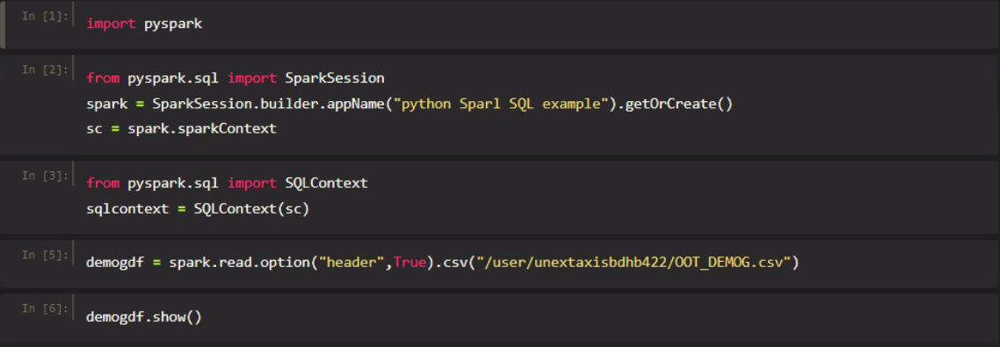 In [1]:
import pyspark
In [2]:
from pyspark.sql import SparkSession
spark = SparkSession.builder.appName("python Sparl SQL example").getOrCreate()
sc = spark.sparkContext
In [3]:
from pyspark.sql import SQLContext
sqlcontext = SQLContext(sc)
In [5]:
demogdf = spark.read.option("header",True).csv("/user/unextaxisbdhb422/OOT_DEMOG.csv")
In [6]:
demogdf.show()